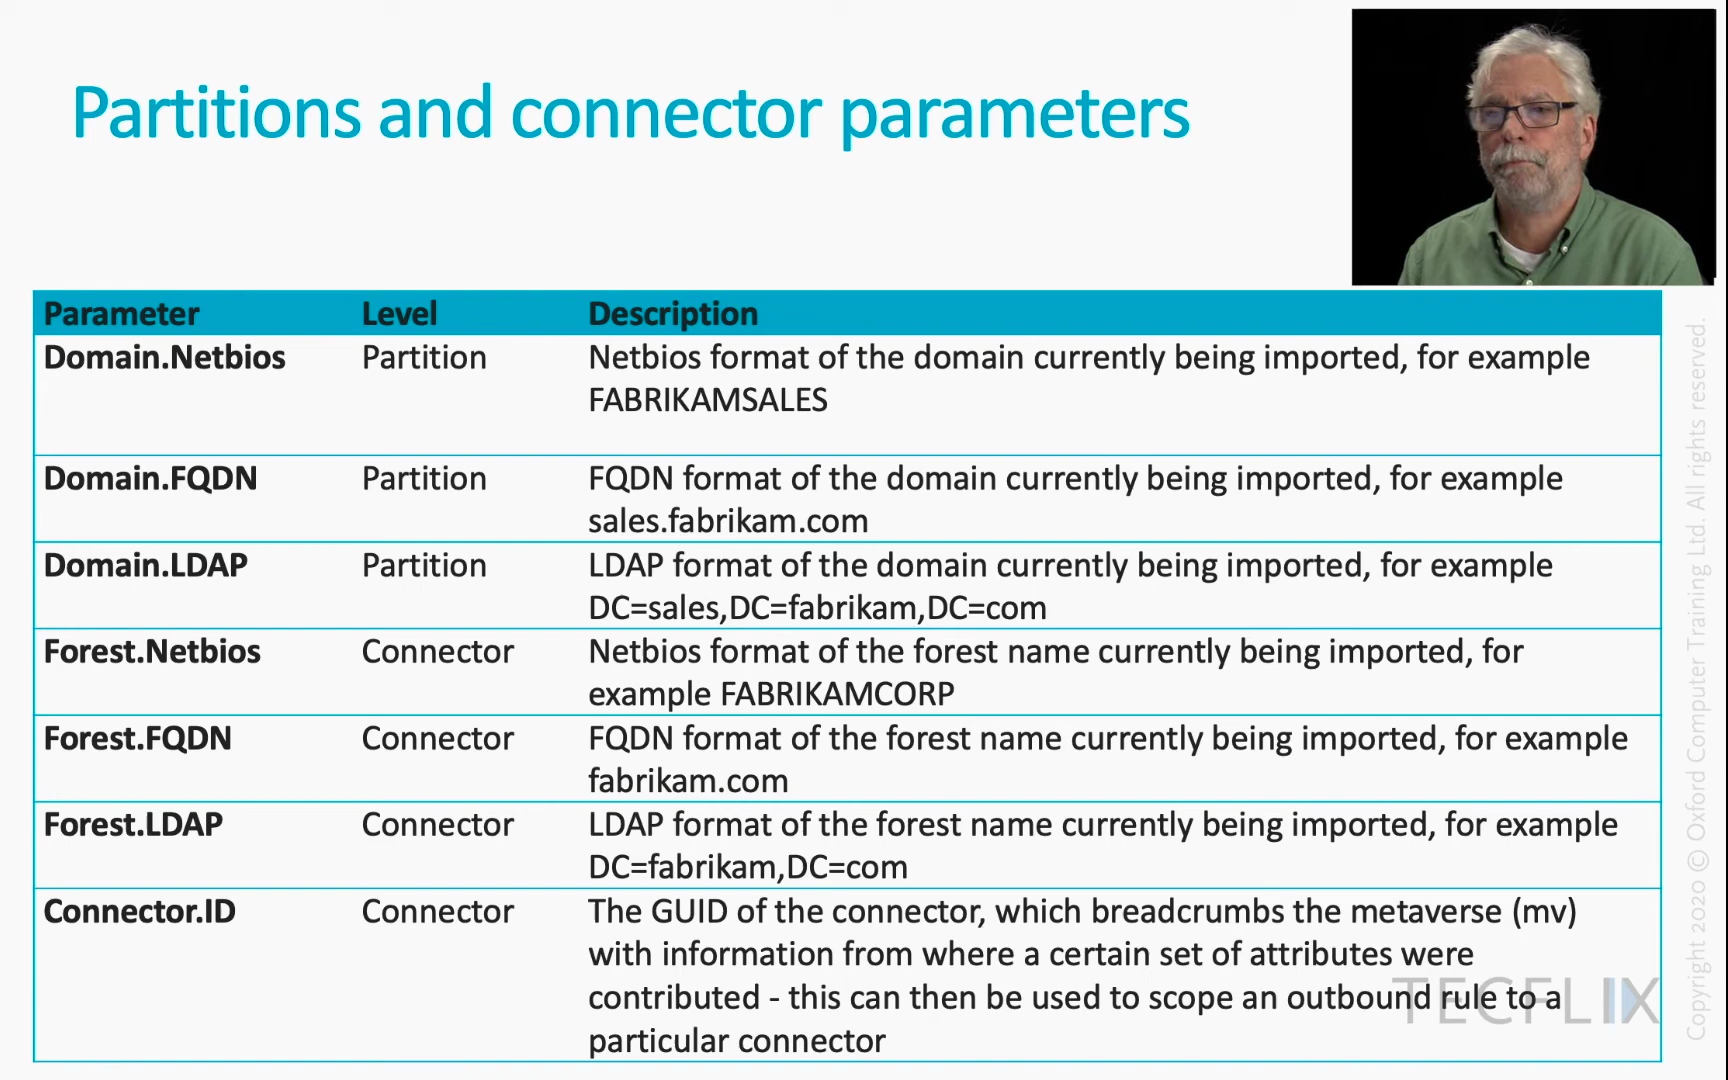 Partitions and connector parameters
Parameter Level Description
Domain.Netbios Partition Netbios format of the domain currently being imported, for example
FABRIKAMSALES
Domain.FQDN Partition FQDN format of the domain currently being imported, for example
sales.fabrikam.com
Domain.LDAP Partition LDAP format of the domain currently being imported, for example
DC=sales,DC=fabrikam,DC=com
Forest.Netbios Connector Netbios format of the forest name currently being imported, for
example FABRIKAMCORP
Forest.FQDN Connector FQDN format of the forest name currently being imported, for example
fabrikam.com
Forest.LDAP Connector LDAP format of the forest name currently being imported, for example
DC=fabrikam,DC=com
Connector.ID Connector The GUID of the connector, which breadcrumbs the metaverse (mv)
with information from where a certain set of attributes were
contributed - this can then be used to scope an outbound rule to a
particular connector
TECFLIX
Copyright 2020 © Oxford Computer Training Ltd. All rights reserved.